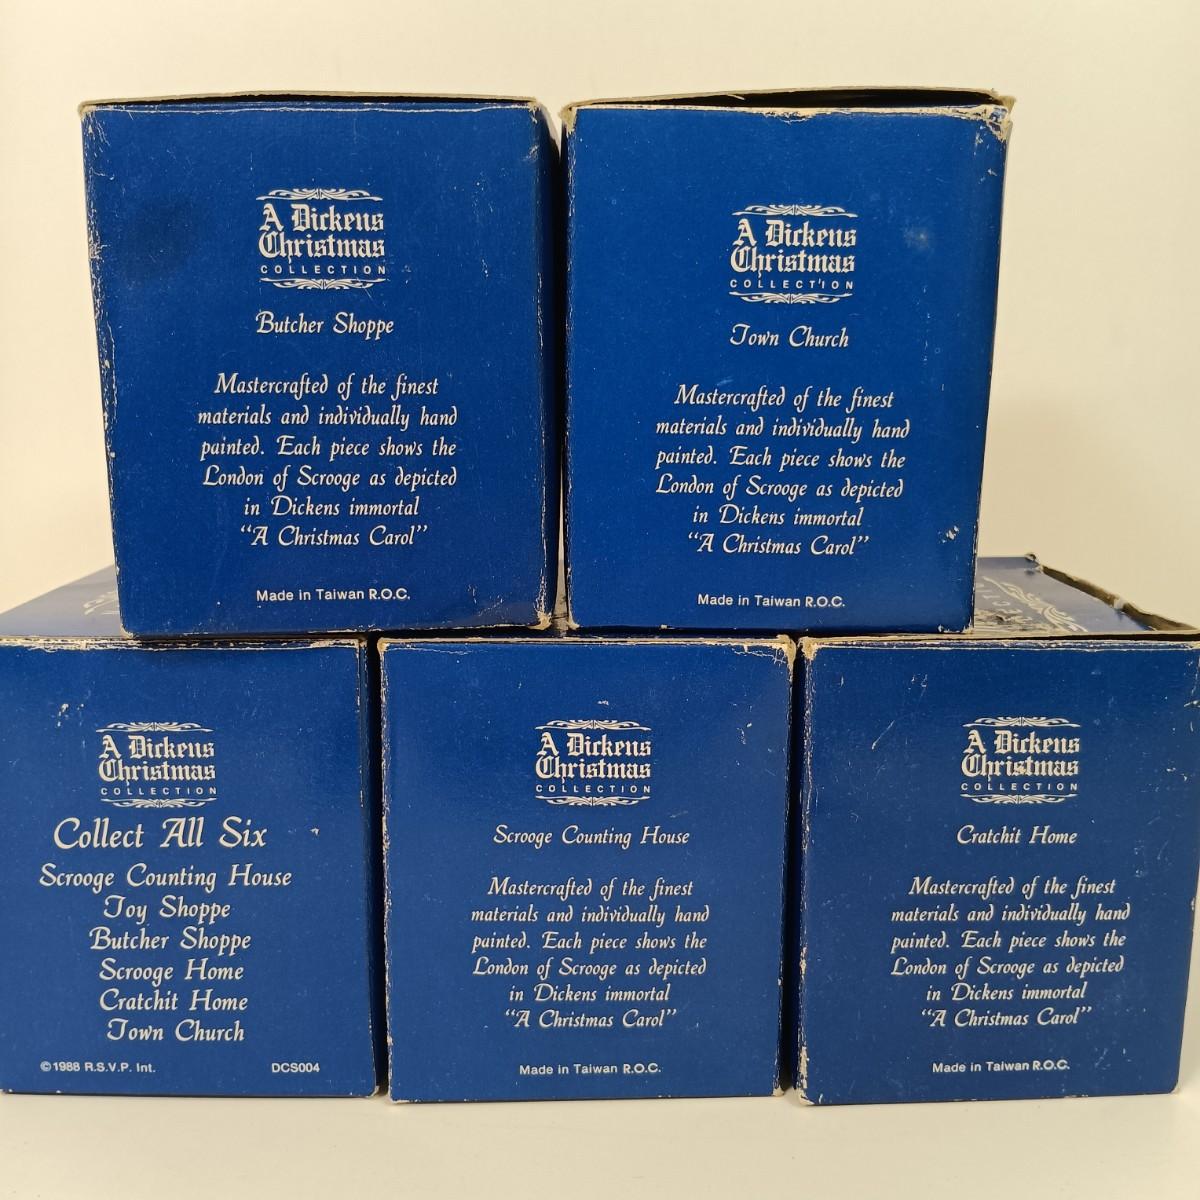 A Dickens
Christmas
COLLECTION
Butcher Shoppe
Mastercrafted of the finest
materials and individually hand
painted. Each piece shows the
London of Scrooge as depicted
in Dickens immortal
“A Christmas Carol”
Made in Taiwan R.O.C.
A Dickens
Christmas
COLLECTION
Town Church
Mastercrafted of the finest
materials and individually hand
painted. Each piece shows the
London of Scrooge as depicted
in Dickens immortal
“A Christmas Carol”
Made in Taiwan R.O.C.
A Dickens
Christmas
COLLECTION
Collect All Six
Scrooge Counting House
Toy Shoppe
Butcher Shoppe
Scrooge Home
Cratchit Home
Town Church
©1988 R.S.V.P. Int. DCS004
A Dickens
Christmas
COLLECTION
Scrooge Counting House
Mastercrafted of the finest
materials and individually hand
painted. Each piece shows the
London of Scrooge as depicted
in Dickens immortal
“A Christmas Carol”
Made in Taiwan R.O.C.
A Dickens
Christmas
COLLECTION
Cratchit Home
Mastercrafted of the finest
materials and individually hand
painted. Each piece shows the
London of Scrooge as depicted
in Dickens immortal
“A Christmas Carol”
Made in Taiwan R.O.C.